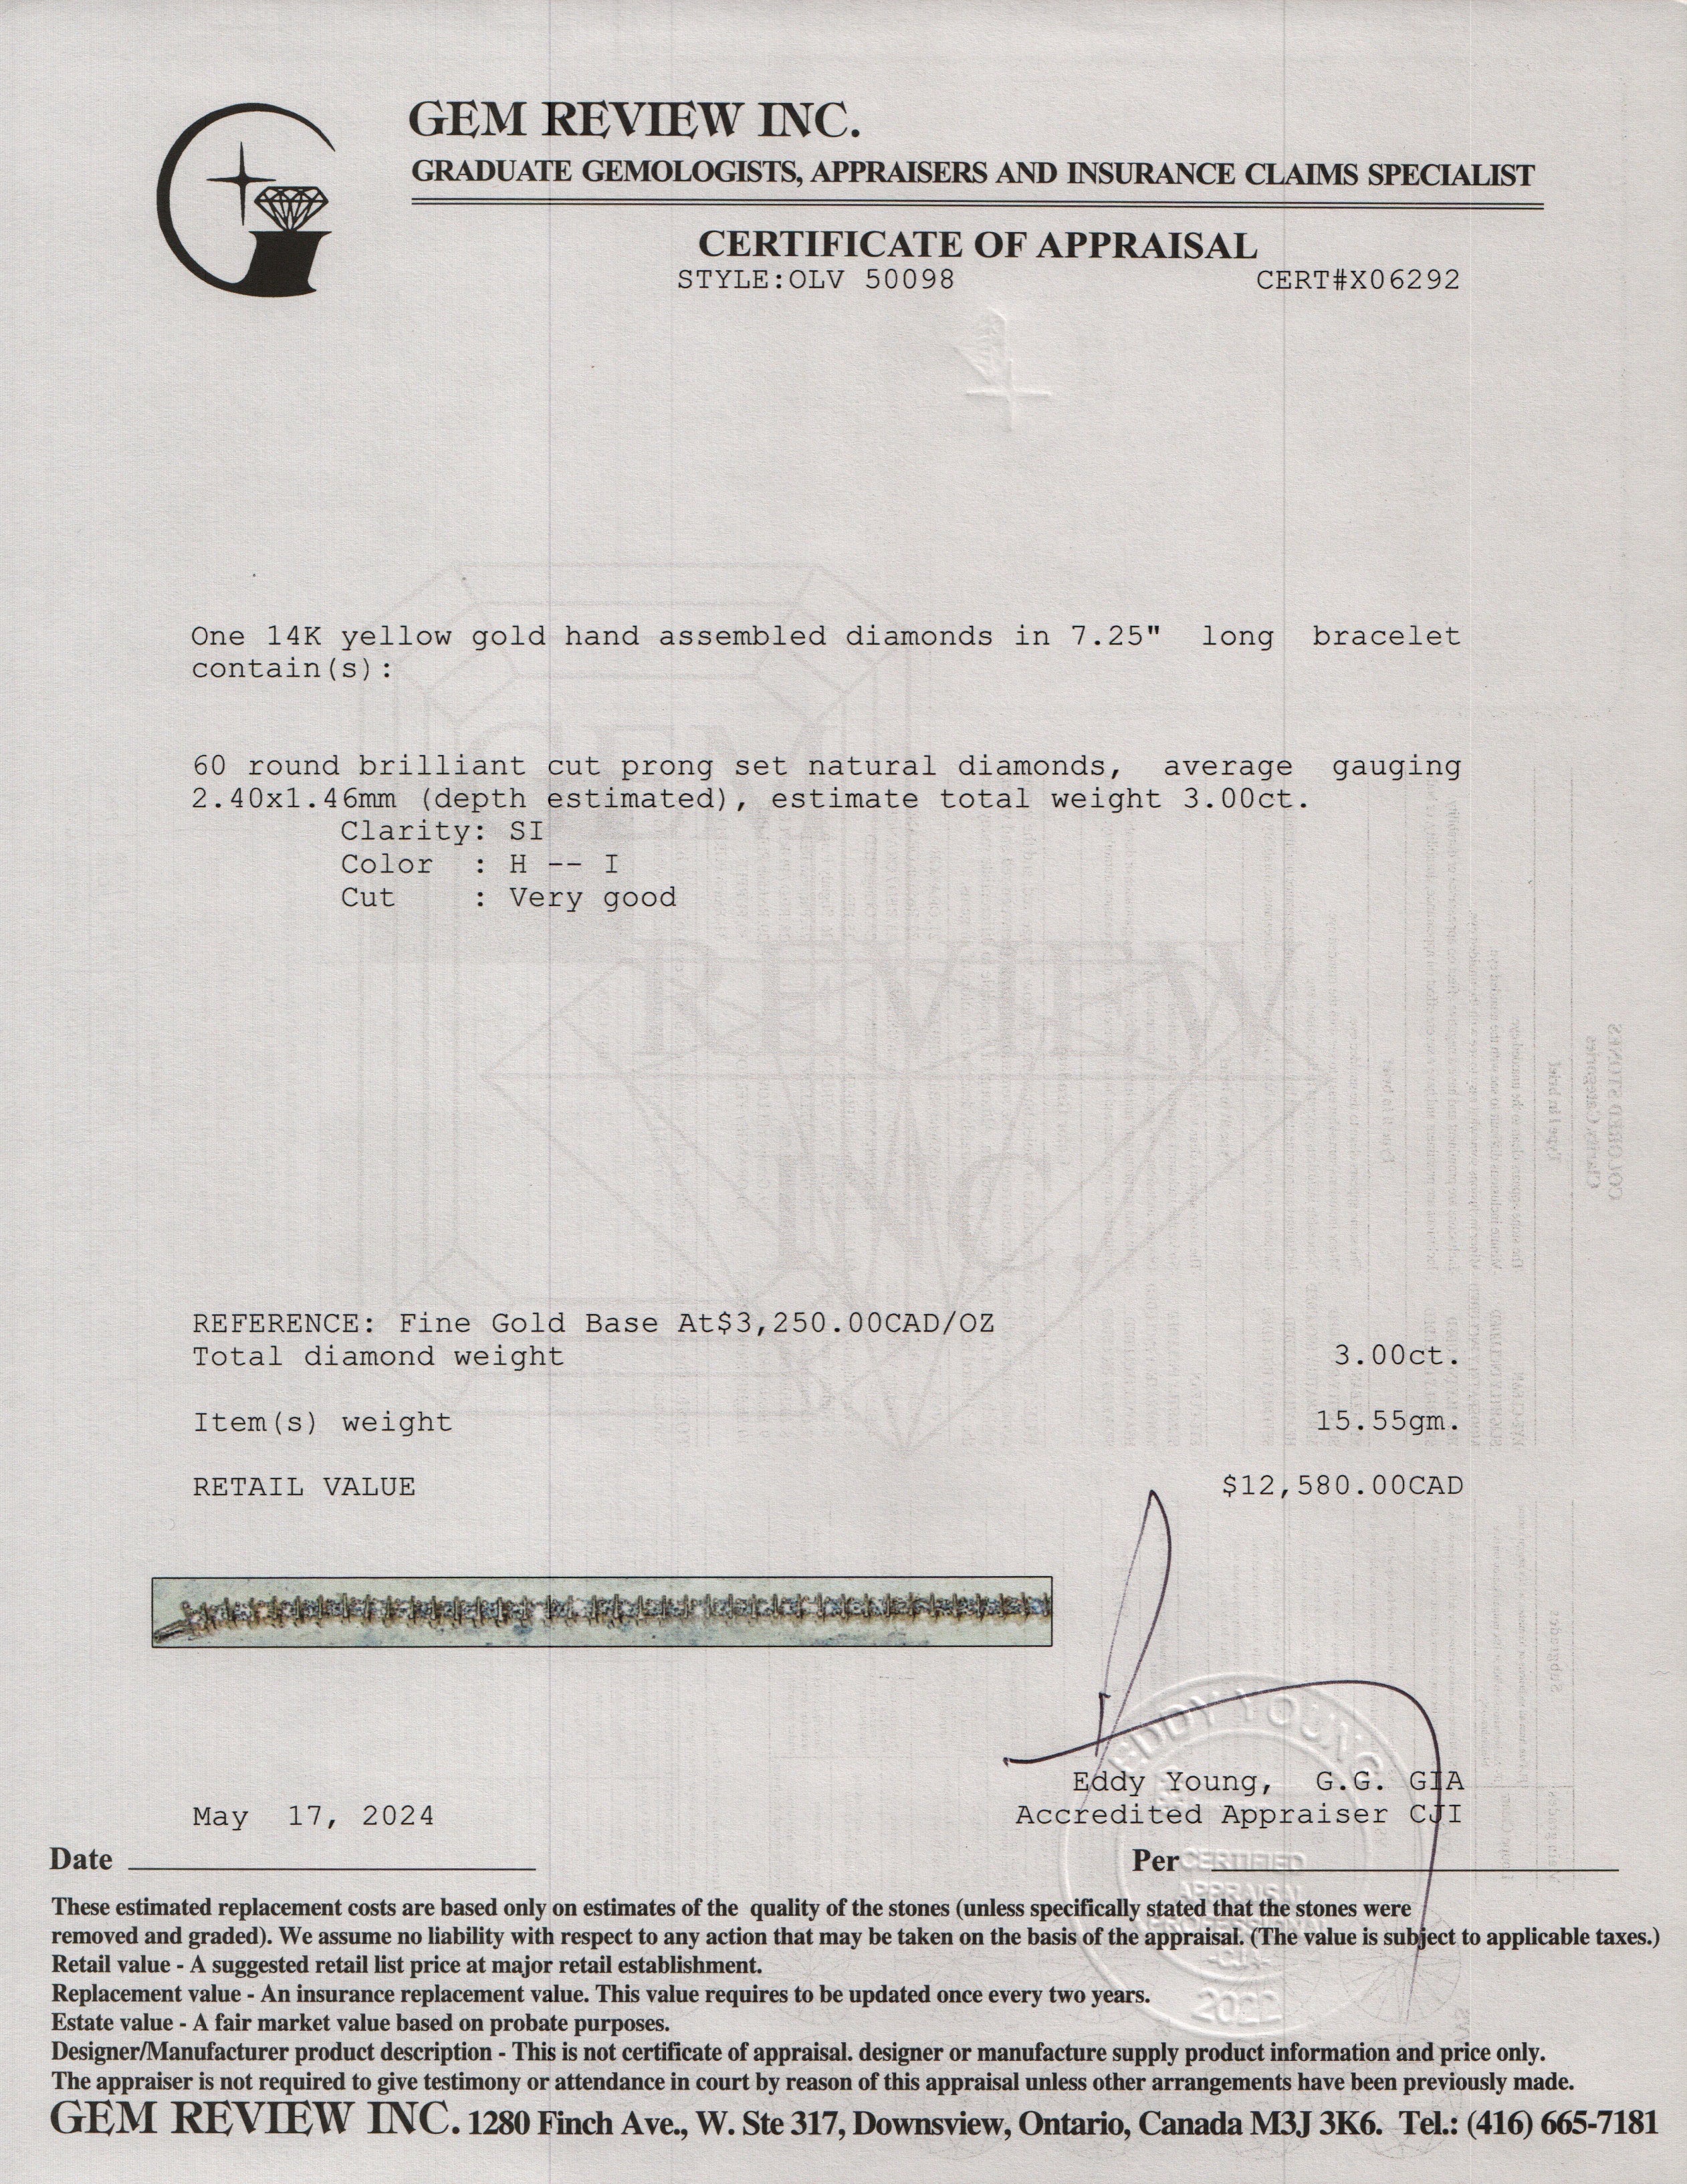 GEM REVIEW INC.
GRADUATE GEMOLOGISTS, APPRAISERS AND INSURANCE CLAIMS SPECIALIST
CERTIFICATE OF APPRAISAL
STYLE:OLV 50098 CERT#X06292
One 14K yellow gold hand assembled diamonds in 7.25" long bracelet
contain(s):
60 round brilliant cut prong set natural diamonds, average gauging
2.40x1.46mm (depth estimated), estimate total weight 3.00ct.
Clarity: SI
Color : H -- I
Cut : Very good
GEM
REVIEW
INC
REFERENCE: Fine Gold Base At$3,250.00CAD/OZ
Total diamond weight 3.00ct.
Item(s) weight 15.55gm.
RETAIL VALUE $12,580.00CAD
EDDY YOUNG
Eddy Young, G.G. GIA
May 17, 2024 Accredited Appraiser CJI
Date Per
CERTIFIED
APPRAISAL
PROFESSIONAL
-CJA-
2022
These estimated replacement costs are based only on estimates of the quality of the stones (unless specifically stated that the stones were
removed and graded). We assume no liability with respect to any action that may be taken on the basis of the appraisal. (The value is subject to applicable taxes.)
Retail value - A suggested retail list price at major retail establishment.
Replacement value - An insurance replacement value. This value requires to be updated once every two years.
Estate value - A fair market value based on probate purposes.
Designer/Manufacturer product description - This is not certificate of appraisal. designer or manufacture supply product information and price only.
The appraiser is not required to give testimony or attendance in court by reason of this appraisal unless other arrangements have been previously made.
GEM REVIEW INC. 1280 Finch Ave., W. Ste 317, Downsview, Ontario, Canada M3J 3K6. Tel.: (416) 665-7181